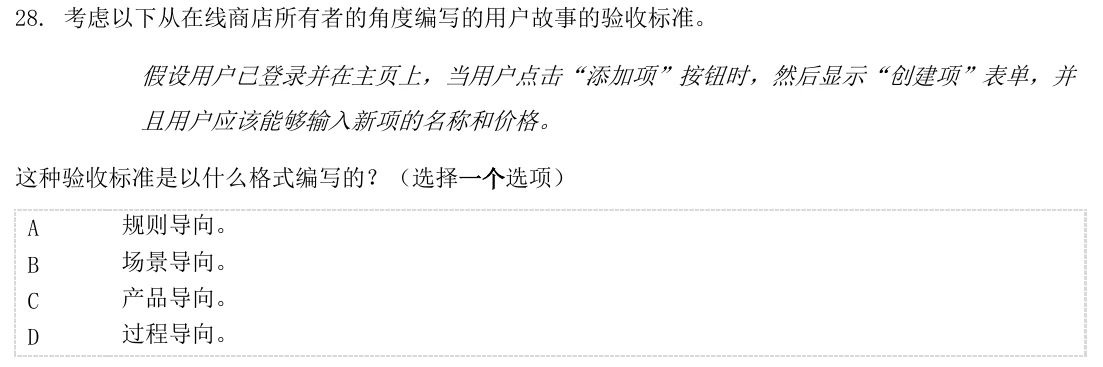 28. 考虑以下从在线商店所有者的角度编写的用户故事的验收标准。
假设用户已登录并在主页上，当用户点击“添加项”按钮时，然后显示“创建项”表单，并
且用户应该能够输入新项的名称和价格。
这种验收标准是以什么格式编写的？（选择一个选项）
A 规则导向。
B 场景导向。
C 产品导向。
D 过程导向。